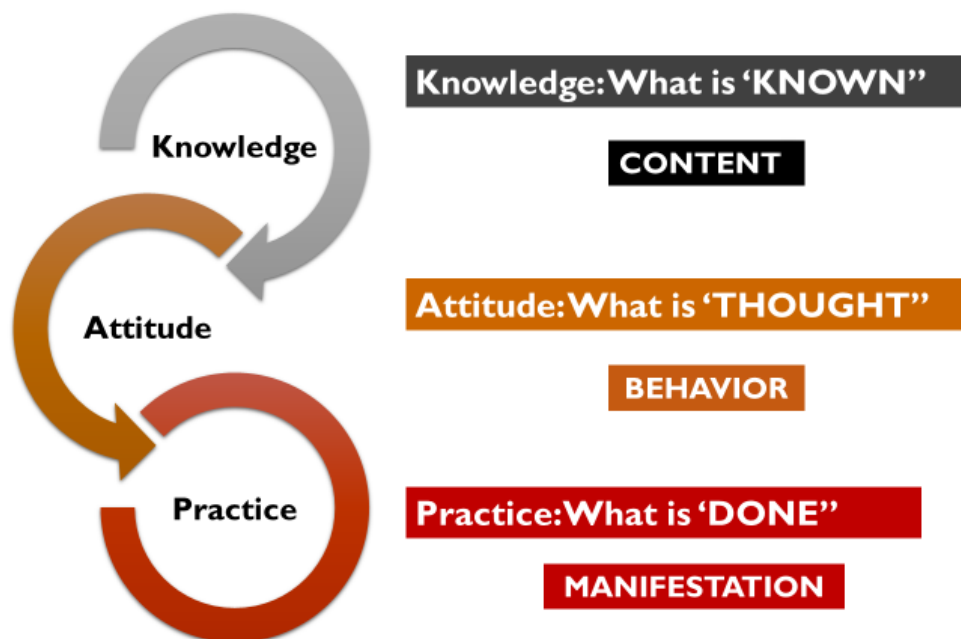 Knowledge
Knowledge: What is ‘KNOWN”
CONTENT
Attitude
Attitude: What is ‘THOUGHT”
BEHAVIOR
Practice
Practice: What is ‘DONE”
MANIFESTATION